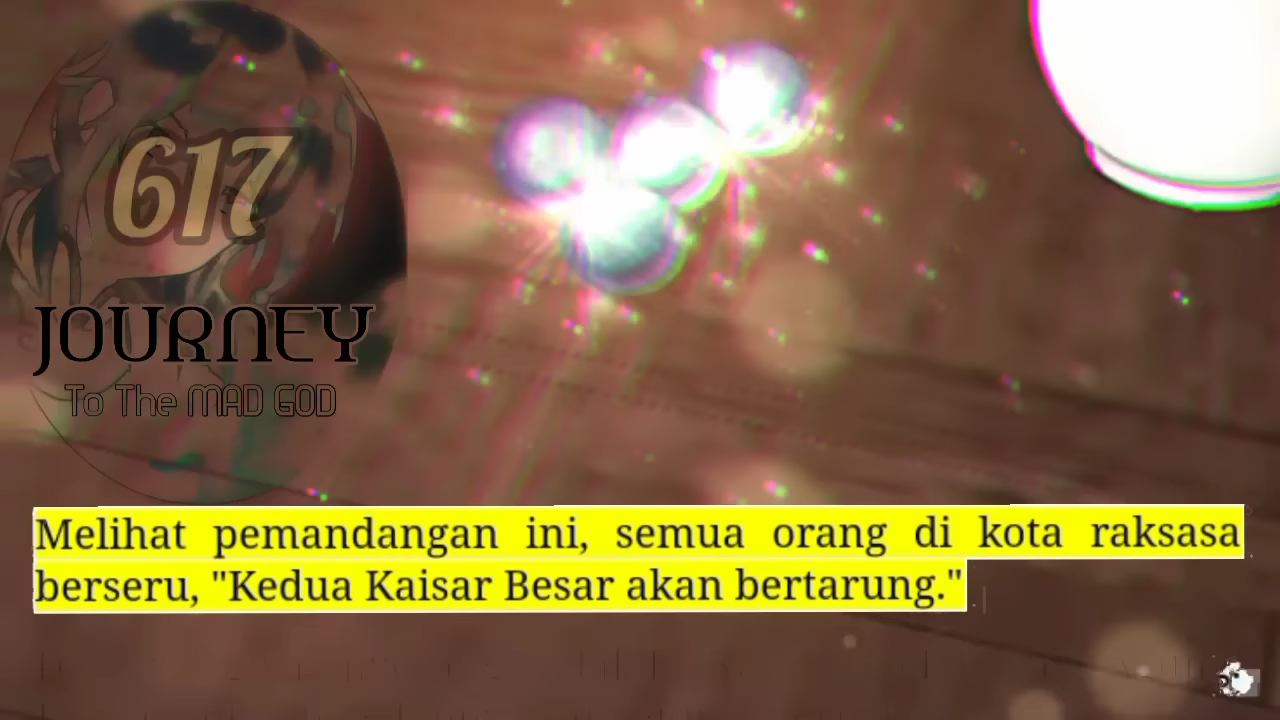 617
JOURNEY
To The MAD GOD
Melihat pemandangan ini, semua orang di kota raksasa
berseru, "Kedua Kaisar Besar akan bertarung."